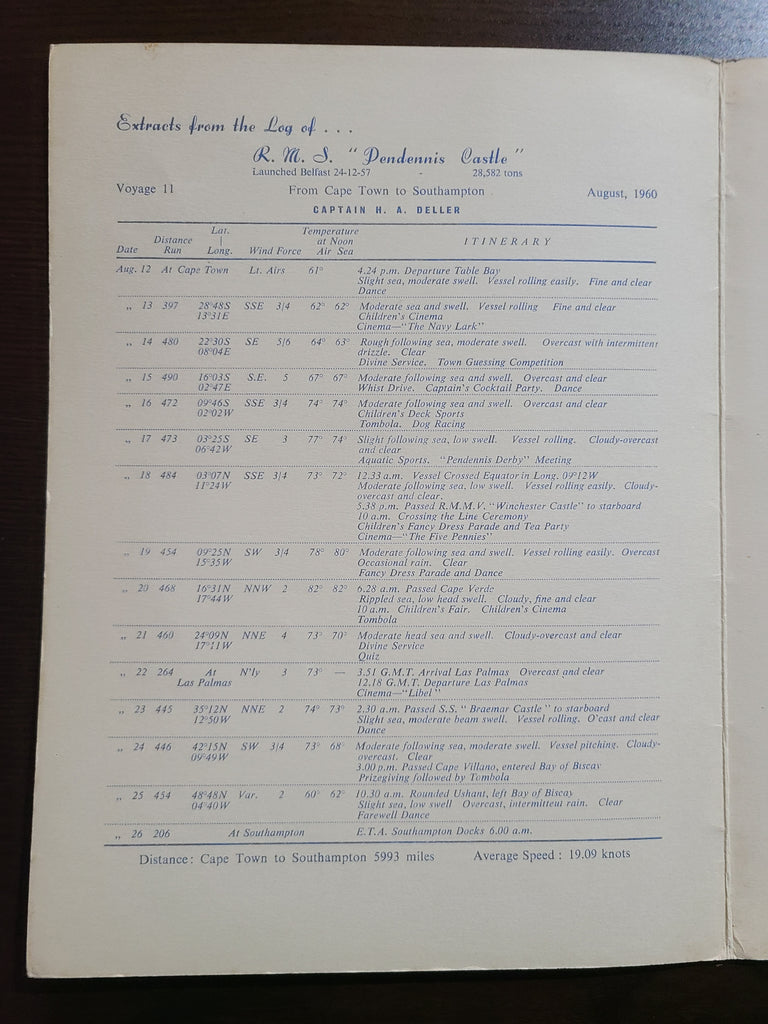 Extracts from the Log of . . .
R. M. S. " Pendennis Castle "
Launched Belfast 24-12-57 - 28,582 tons
Voyage 11 From Cape Town to Southampton August, 1960
CAPTAIN H. A. DELLER
Date Distance Run Lat. | Long. Wind Force Temperature at Noon Air Sea ITINERARY
Aug. 12 At Cape Town Lt. Airs 61° 4.24 p.m. Departure Table Bay
Slight sea, moderate swell. Vessel rolling easily. Fine and clear
Dance
„ 13 397 28°48S SSE 3/4 62° 62° Moderate sea and swell. Vessel rolling Fine and clear
13°31E Children's Cinema
Cinema—"The Navy Lark"
„ 14 480 22°30S SE 5/6 64° 63° Rough following sea, moderate swell. Overcast with intermittent
08°04E drizzle. Clear
Divine Service. Town Guessing Competition
„ 15 490 16°03S S.E. 5 67° 67° Moderate following sea and swell. Overcast and clear
02°47E Whist Drive. Captain's Cocktail Party. Dance
„ 16 472 09°46S SSE 3/4 74° 74° Moderate following sea and swell. Overcast and clear
02°02W Children's Deck Sports
Tombola. Dog Racing
„ 17 473 03°25S SE 3 77° 74° Slight following sea, low swell. Vessel rolling. Cloudy-overcast
06°42W and clear
Aquatic Sports. "Pendennis Derby" Meeting
„ 18 484 03°07N SSE 3/4 73° 72° 12.33 a.m. Vessel Crossed Equator in Long. 09°12W
11°24W Moderate following sea, low swell. Vessel rolling easily. Cloudy-
overcast and clear.
5.38 p.m. Passed R.M.M.V. "Winchester Castle" to starboard
10 a.m. Crossing the Line Ceremony
Children's Fancy Dress Parade and Tea Party
Cinema—"The Five Pennies"
„ 19 454 09°25N SW 3/4 78° 80° Moderate following sea and swell. Vessel rolling easily. Overcast
15°35W Occasional rain. Clear
Fancy Dress Parade and Dance
„ 20 468 16°31N NNW 2 82° 82° 6.28 a.m. Passed Cape Verde
17°44W Rippled sea, low head swell. Cloudy, fine and clear
10 a.m. Children's Fair. Children's Cinema
Tombola
„ 21 460 24°09N NNE 4 73° 70° Moderate head sea and swell. Cloudy-overcast and clear
17°11W Divine Service
Quiz
„ 22 264 At N'ly 3 73° — 3.51 G.M.T. Arrival Las Palmas Overcast and clear
Las Palmas 12.18 G.M.T. Departure Las Palmas
Cinema—"Libel"
„ 23 445 35°12N NNE 2 74° 73° 2.30 a.m. Passed S.S. " Braemar Castle " to starboard
12°50W Slight sea, moderate beam swell. Vessel rolling. O'cast and clear
Dance
„ 24 446 42°15N SW 3/4 73° 68° Moderate following sea, moderate swell. Vessel pitching. Cloudy-
09°49W overcast. Clear
3.00 p.m. Passed Cape Villano, entered Bay of Biscay
Prizegiving followed by Tombola
„ 25 454 48°48N Var. 2 60° 62° 10.30 a.m. Rounded Ushant, left Bay of Biscay
04°40W Slight sea, low swell Overcast, intermittent rain. Clear
Farewell Dance
„ 26 206 At Southampton E.T.A. Southampton Docks 6.00 a.m.
Distance: Cape Town to Southampton 5993 miles Average Speed : 19.09 knots